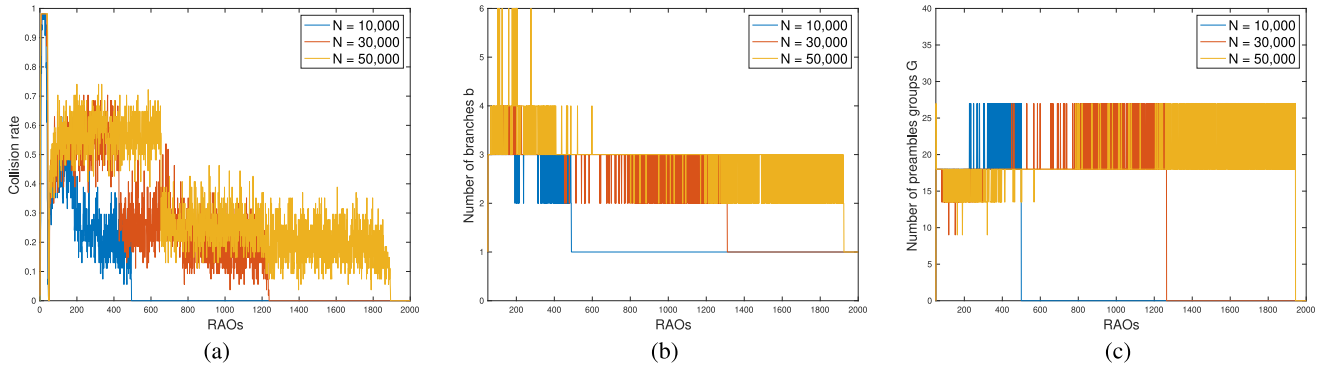 Collision rate
1
0.9
0.8
0.7
0.6
0.5
0.4
0.3
0.2
0.1
0
0 200 400 600 800 1000 1200 1400 1600 1800 2000
RAOs
N = 10,000
N = 30,000
N = 50,000
(a)
Number of branches b
6
5
4
3
2
1
0
200 400 600 800 1000 1200 1400 1600 1800 2000
RAOs
N = 10,000
N = 30,000
N = 50,000
(b)
Number of preambles groups G
40
35
30
25
20
15
10
5
0
200 400 600 800 1000 1200 1400 1600 1800 2000
RAOs
N = 10,000
N = 30,000
N = 50,000
(c)